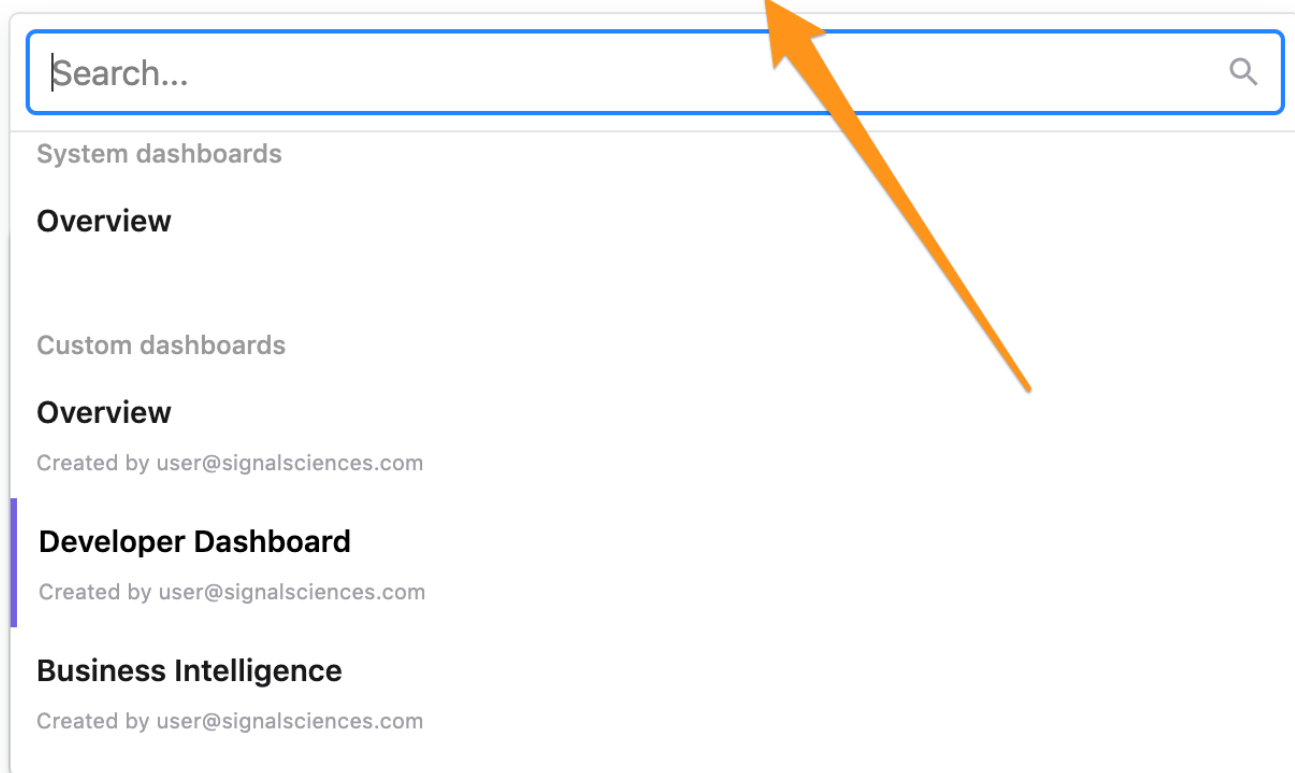 Search...
System dashboards
Overview
Custom dashboards
Overview
Created by user@signalsciences.com
Developer Dashboard
Created by user@signalsciences.com
Business Intelligence
Created by user@signalsciences.com